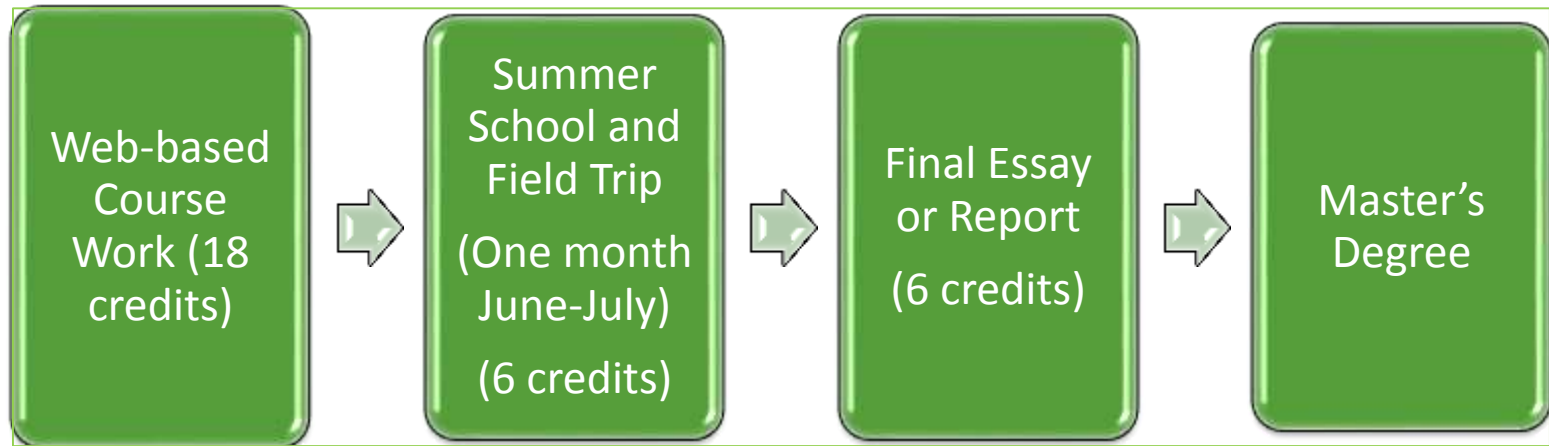 Web-based
Course
Work (18
credits)
Summer
School and
Field Trip
(One month
June-July)
(6 credits)
Final Essay
or Report
(6 credits)
Master’s
Degree